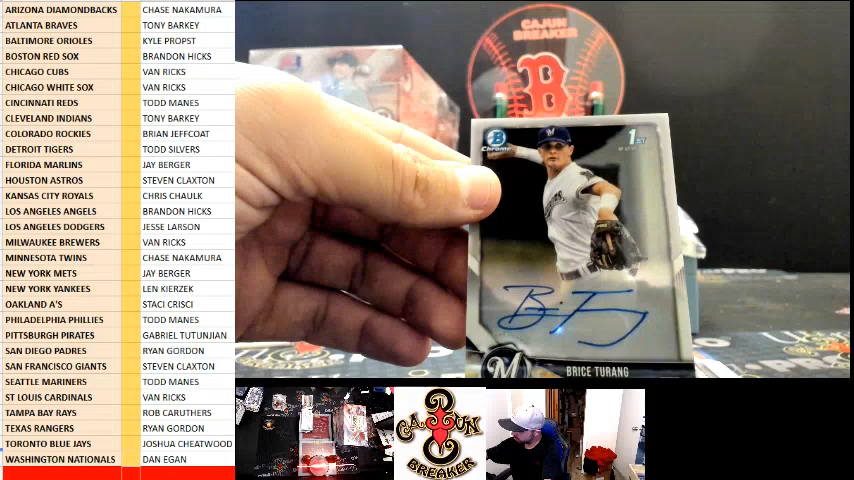 ARIZONA DIAMONDBACKS CHASE NAKAMURA
ATLANTA BRAVES TONY BARKEY
BALTIMORE ORIOLES KYLE PROPST
BOSTON RED SOX BRANDON HICKS
CHICAGO CUBS VAN RICKS
CHICAGO WHITE SOX VAN RICKS
CINCINNATI REDS TODD MANES
CLEVELAND INDIANS TONY BARKEY
COLORADO ROCKIES BRIAN JEFFCOAT
DETROIT TIGERS TODD SILVERS
FLORIDA MARLINS JAY BERGER
HOUSTON ASTROS STEVEN CLAXTON
KANSAS CITY ROYALS CHRIS CHAULK
LOS ANGELES ANGELS BRANDON HICKS
LOS ANGELES DODGERS JESSE LARSON
MILWAUKEE BREWERS VAN RICKS
MINNESOTA TWINS CHASE NAKAMURA
NEW YORK METS JAY BERGER
NEW YORK YANKEES LEN KIERZEK
OAKLAND A'S STACI CRISCI
PHILADELPHIA PHILLIES TODD MANES
PITTSBURGH PIRATES GABRIEL TUTUNJIAN
SAN DIEGO PADRES RYAN GORDON
SAN FRANCISCO GIANTS STEVEN CLAXTON
SEATTLE MARINERS TODD MANES
ST LOUIS CARDINALS VAN RICKS
TAMPA BAY RAYS ROB CARUTHERS
TEXAS RANGERS RYAN GORDON
TORONTO BLUE JAYS JOSHUA CHEATWOOD
WASHINGTON NATIONALS DAN EGAN
CAJUN
BREAKER
B
B
Chrome
1ST
M
BRICE TURANG
CAJUN
BREAKER